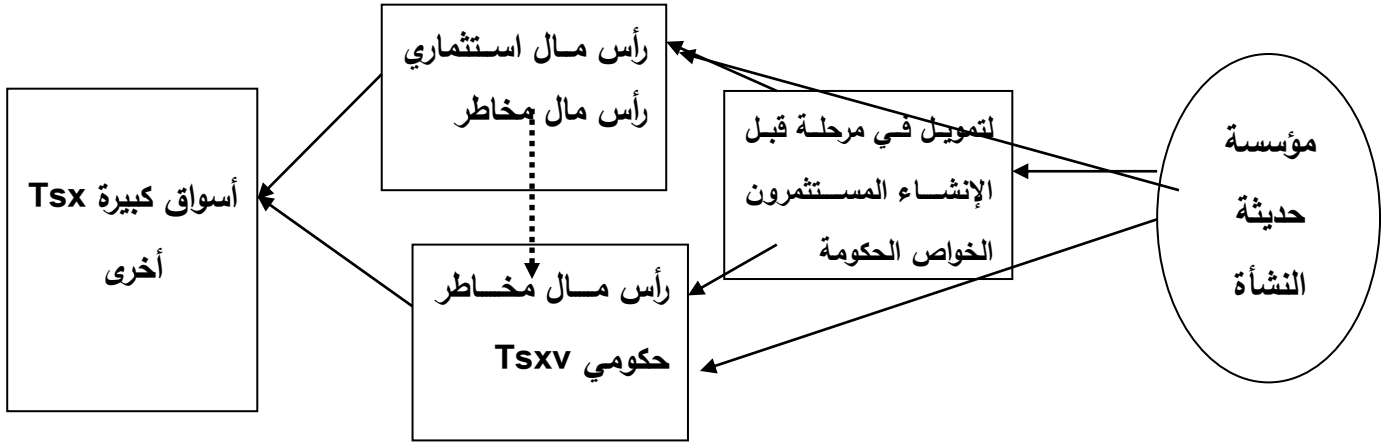 مؤسسة
حديثة
النشأة
لتمويل في مرحلة قبل
الإنشاء المستثمرون
الخواص الحكومة
رأس مال استثماري
رأس مال مخاطر
رأس مال مخاطر
حكومي Tsxv
أسواق كبيرة Tsx
أخرى